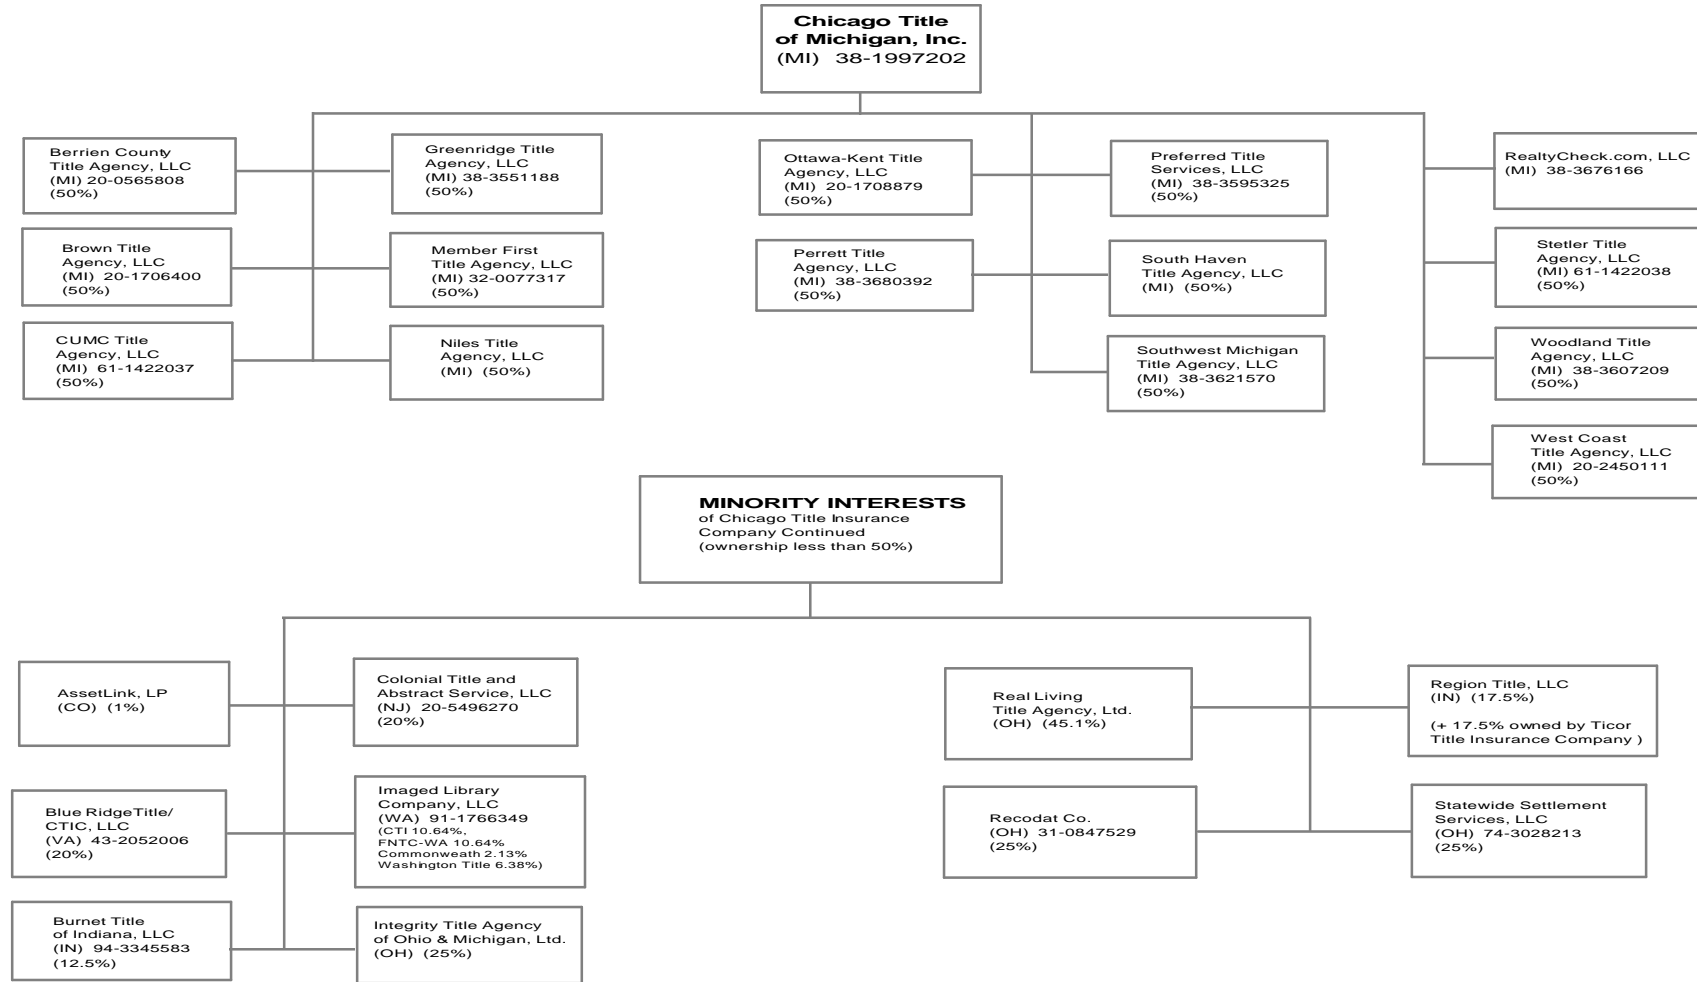 Chicago Title
of Michigan, Inc.
(MI) 38-1997202
Berrien County
Title Agency, LLC
(MI) 20-0565808
(50%)
Greenridge Title
Agency, LLC
(MI) 38-3551188
(50%)
Ottawa-Kent Title
Agency, LLC
(MI) 20-1708879
(50%)
Preferred Title
Services, LLC
(MI) 38-3595325
(50%)
RealtyCheck.com, LLC
(MI) 38-3676166
Brown Title
Agency, LLC
(MI) 20-1706400
(50%)
Member First
Title Agency, LLC
(MI) 32-0077317
(50%)
Perrett Title
Agency, LLC
(MI) 38-3680392
(50%)
South Haven
Title Agency, LLC
(MI) (50%)
Stetler Title
Agency, LLC
(MI) 61-1422038
(50%)
CUMC Title
Agency, LLC
(MI) 61-1422037
(50%)
Niles Title
Agency, LLC
(MI) (50%)
Southwest Michigan
Title Agency, LLC
(MI) 38-3621570
(50%)
Woodland Title
Agency, LLC
(MI) 38-3607209
(50%)
West Coast
Title Agency, LLC
(MI) 20-2450111
(50%)
MINORITY INTERESTS
of Chicago Title Insurance
Company Continued
(ownership less than 50%)
AssetLink, LP
(CO) (1%)
Colonial Title and
Abstract Service, LLC
(NJ) 20-5496270
(20%)
Real Living
Title Agency, Ltd.
(OH) (45.1%)
Region Title, LLC
(IN) (17.5%)
(+ 17.5% owned by Ticor
Title Insurance Company )
Blue RidgeTitle/
CTIC, LLC
(VA) 43-2052006
(20%)
Imaged Library
Company, LLC
(WA) 91-1766349
(CTI 10.64%,
FNTC-WA 10.64%
Commonweath 2.13%
Washington Title 6.38%)
Recodat Co.
(OH) 31-0847529
(25%)
Statewide Settlement
Services, LLC
(OH) 74-3028213
(25%)
Burnet Title
of Indiana, LLC
(IN) 94-3345583
(12.5%)
Integrity Title Agency
of Ohio & Michigan, Ltd.
(OH) (25%)